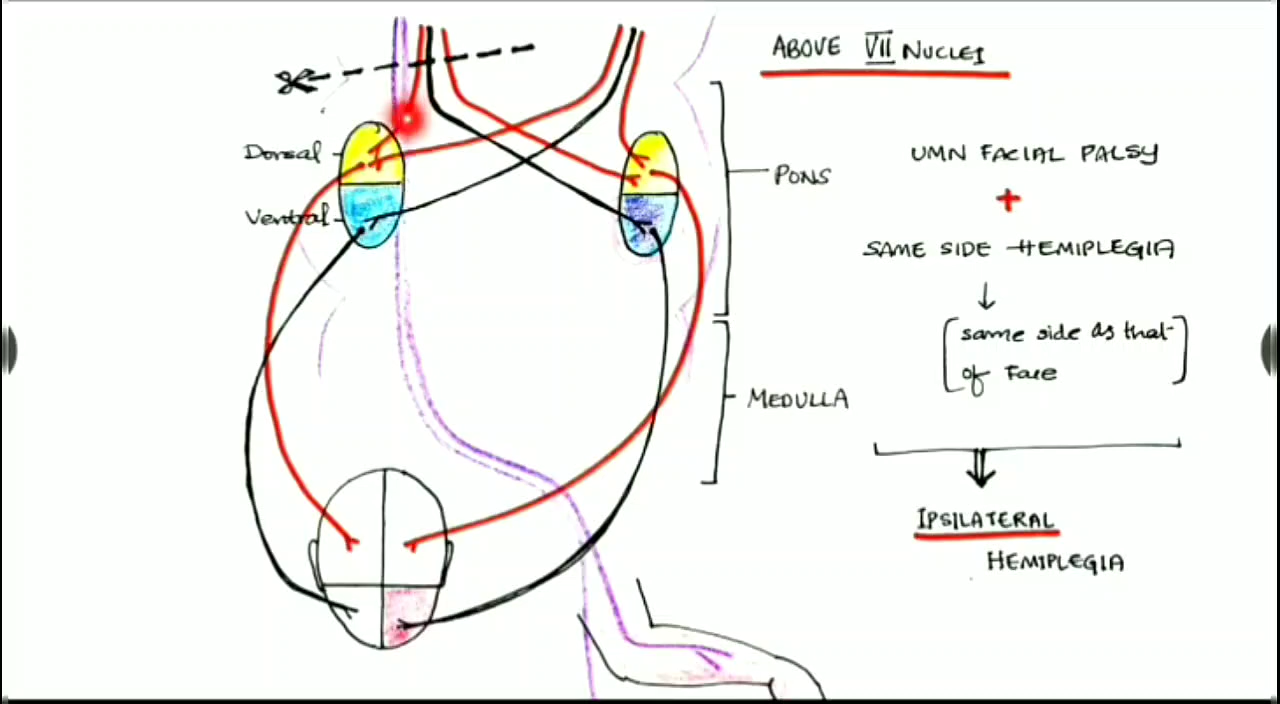 ABOVE VII NUCLEI
Dorsal
Ventral
PONS
UMN FACIAL PALSY
+
SAME SIDE HEMIPLEGIA
same side as that
of Face
MEDULLA
IPSILATERAL
HEMIPLEGIA